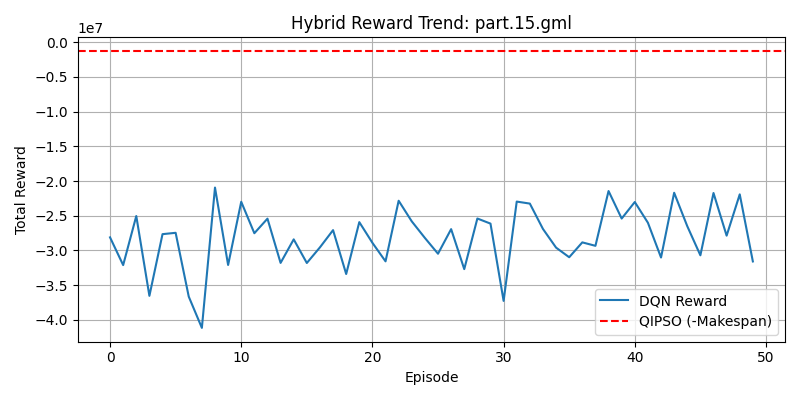 Hybrid Reward Trend: part.15.gml
1e7
0.0
−0.5
−1.0
−1.5
−2.0
−2.5
−3.0
−3.5
−4.0
Total Reward
0 10 20 30 40 50
Episode
DQN Reward
QIPSO (-Makespan)